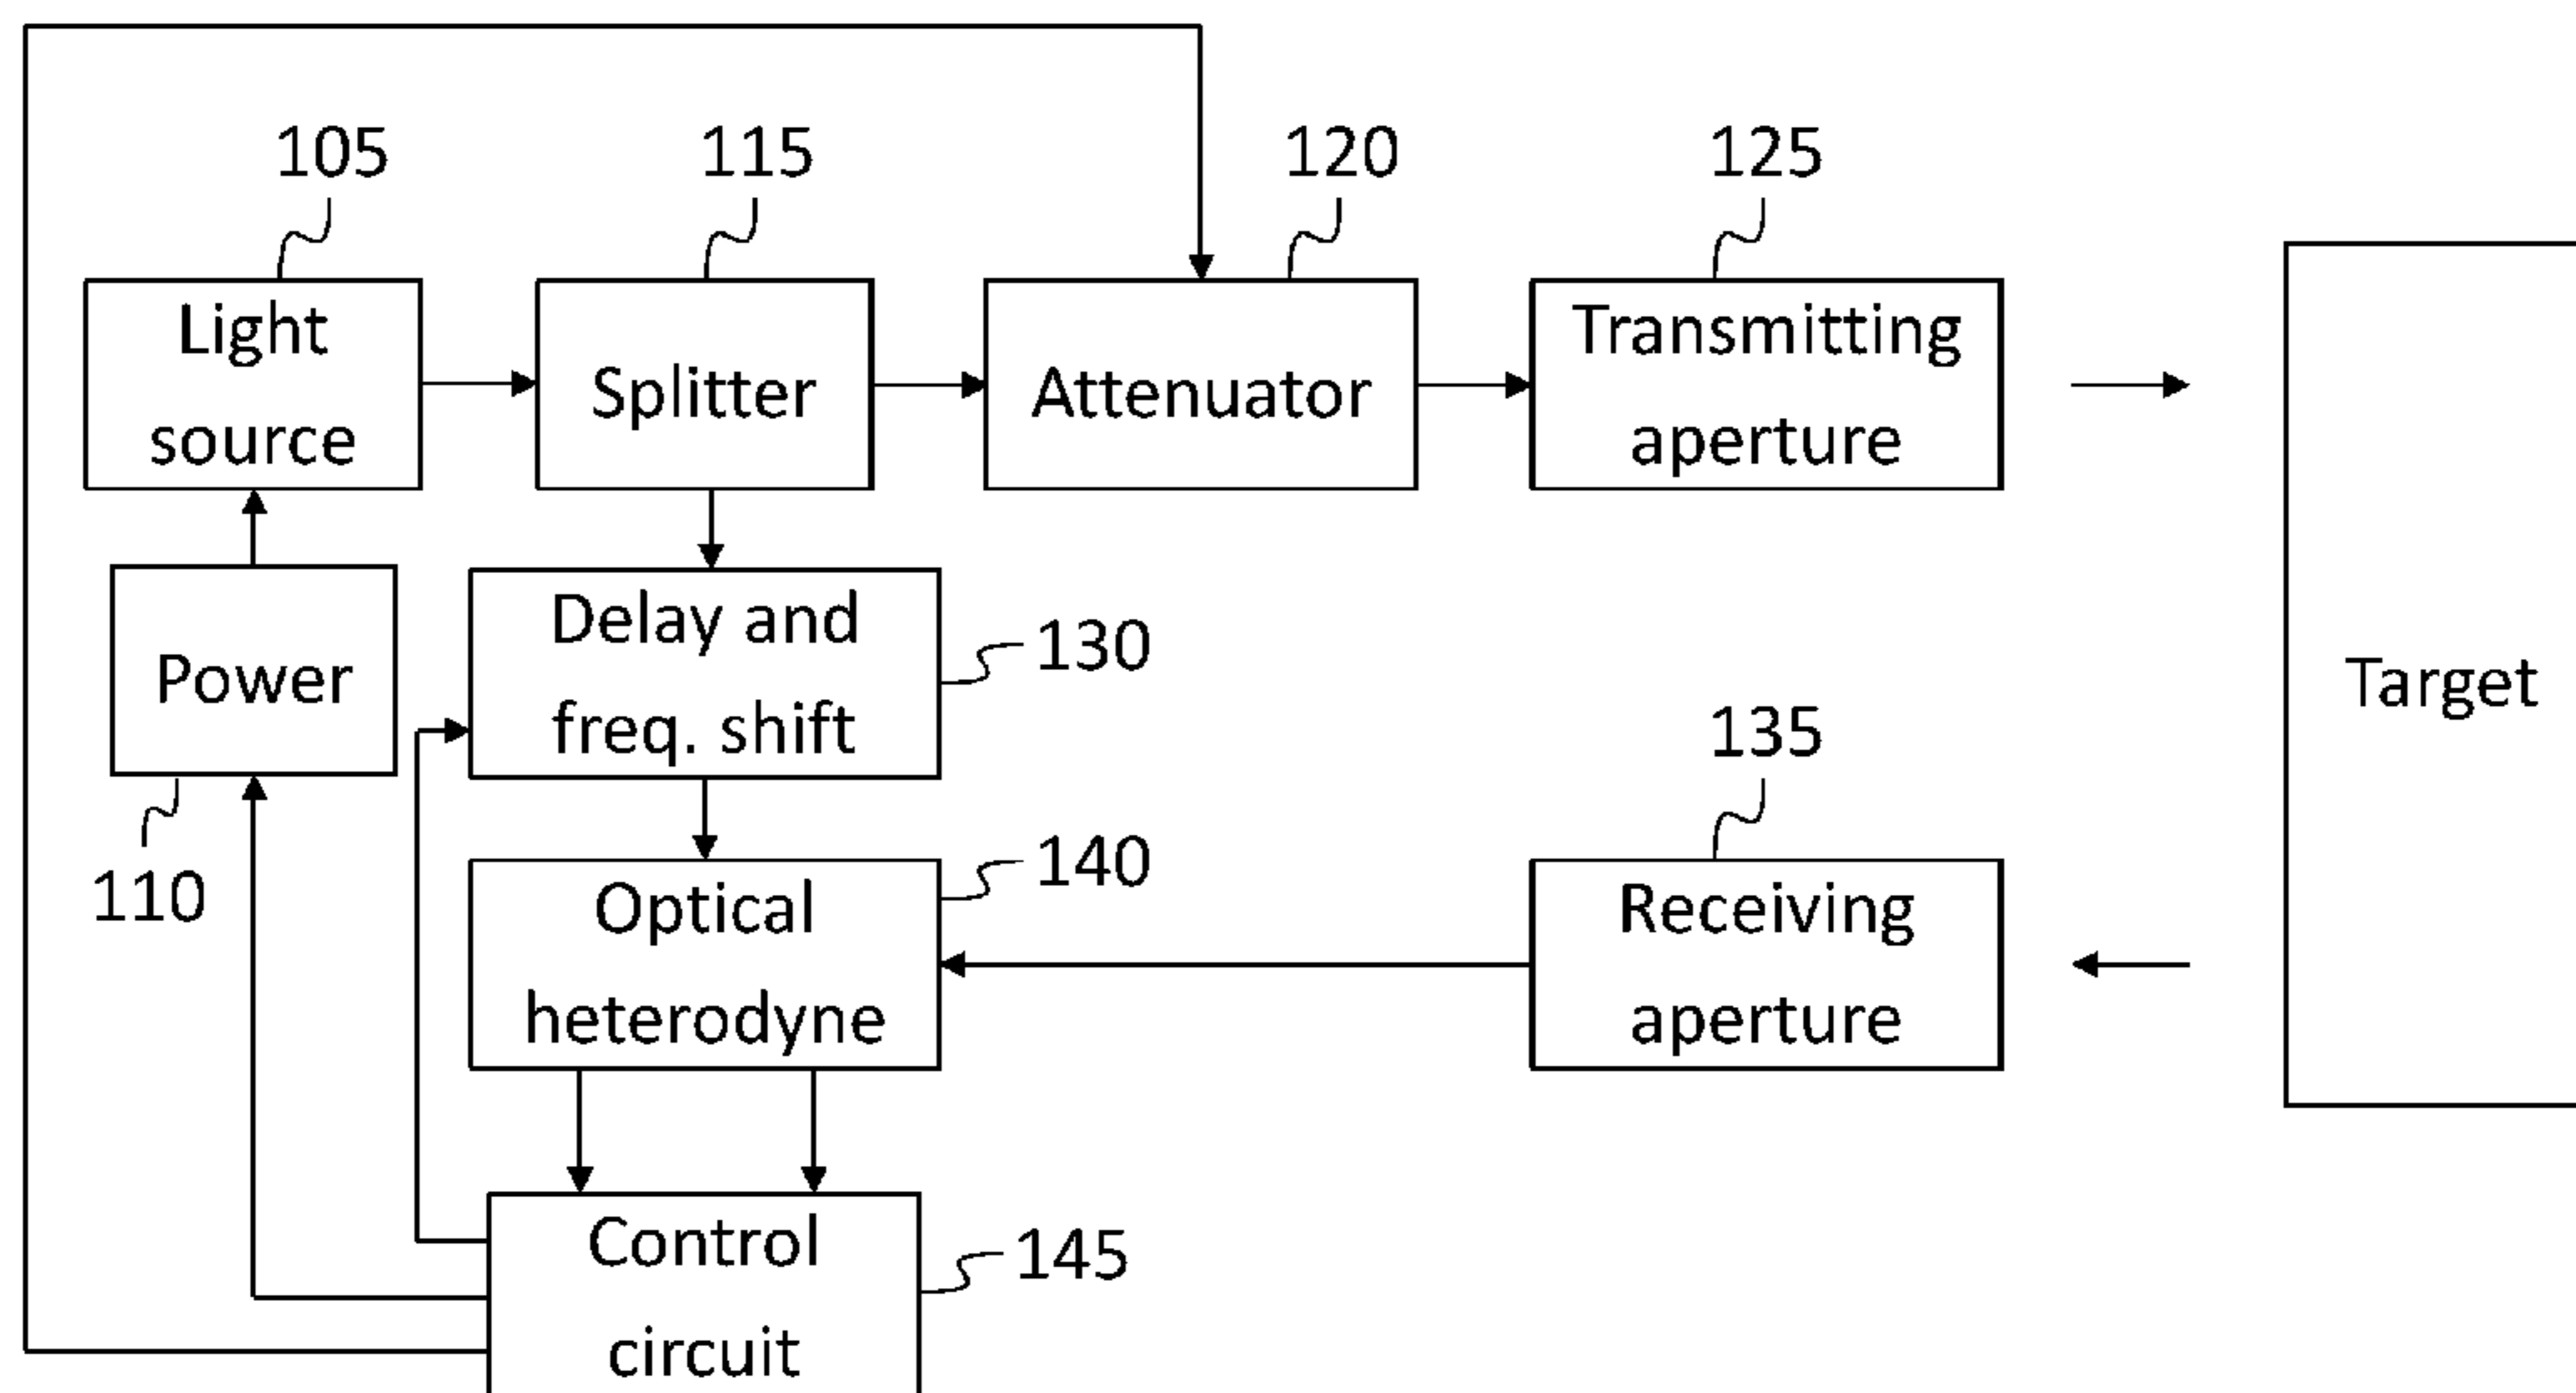 105
115
120
125
Light
source
Splitter
Attenuator
Transmitting
aperture
Power
110
Delay and
freq. shift
130
Target
135
140
Optical
heterodyne
Receiving
aperture
Control
circuit
145